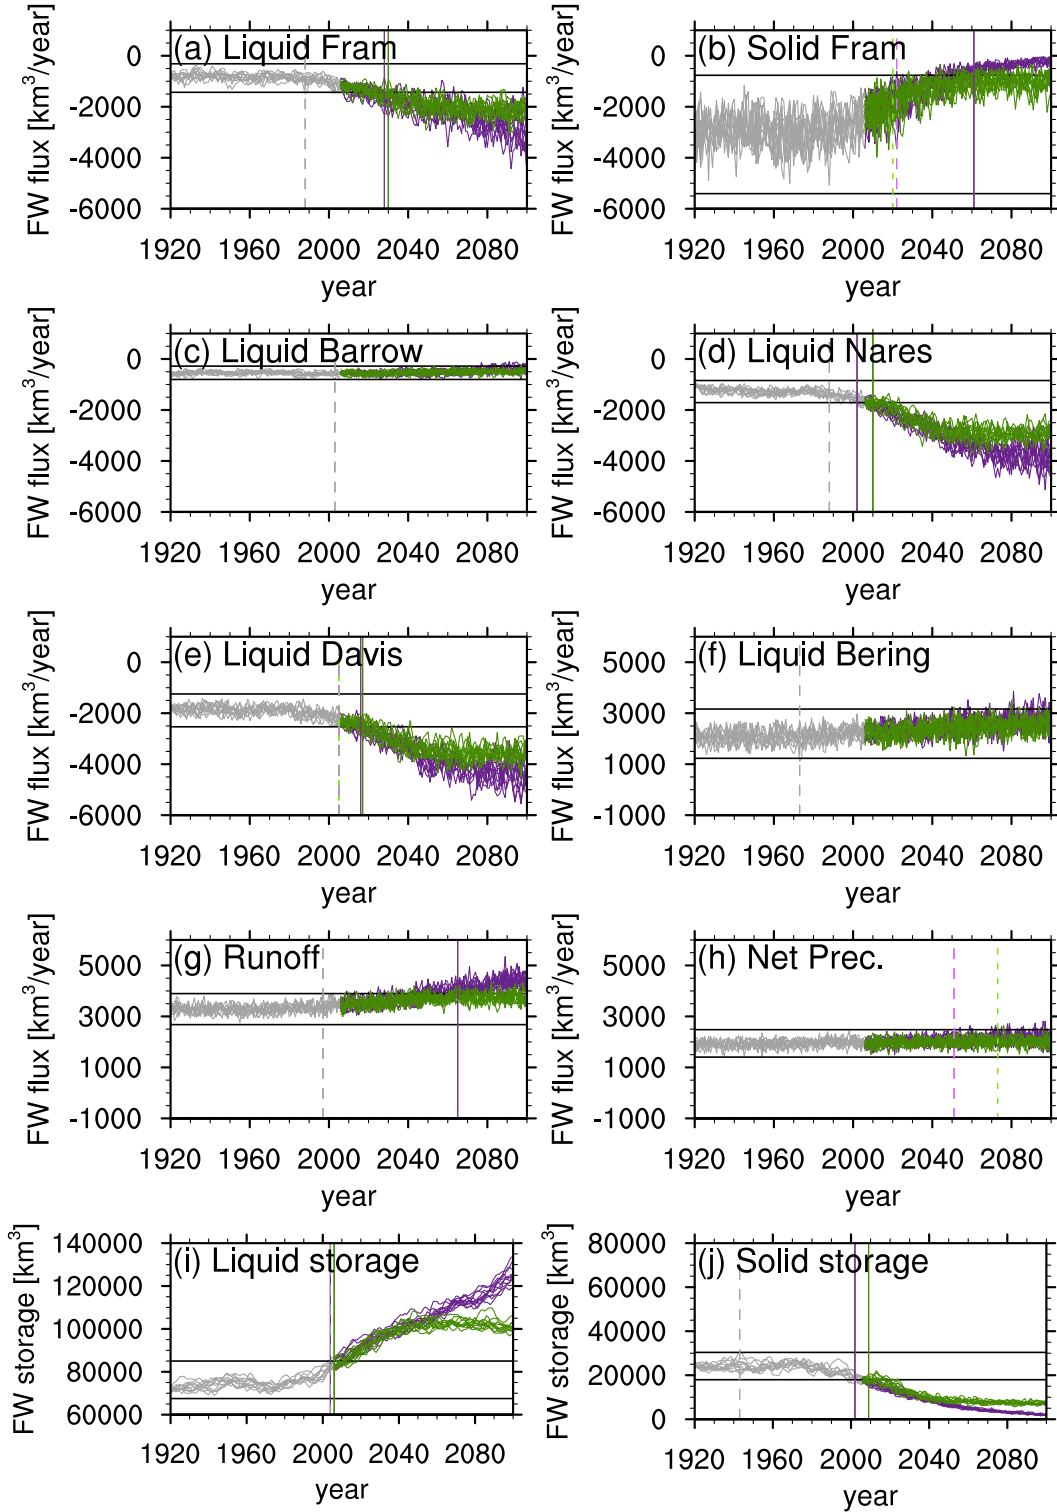 (a) Liquid Fram
FW flux [km³/year]
0
-2000
-4000
-6000
1920 1960 2000 2040 2080
year
(b) Solid Fram
FW flux [km³/year]
0
-2000
-4000
-6000
1920 1960 2000 2040 2080
year
(c) Liquid Barrow
FW flux [km³/year]
0
-2000
-4000
-6000
1920 1960 2000 2040 2080
year
(d) Liquid Nares
FW flux [km³/year]
0
-2000
-4000
-6000
1920 1960 2000 2040 2080
year
(e) Liquid Davis
FW flux [km³/year]
0
-2000
-4000
-6000
1920 1960 2000 2040 2080
year
(f) Liquid Bering
FW flux [km³/year]
5000
3000
1000
-1000
1920 1960 2000 2040 2080
year
(g) Runoff
FW flux [km³/year]
5000
3000
1000
-1000
1920 1960 2000 2040 2080
year
(h) Net Prec.
FW flux [km³/year]
5000
3000
1000
-1000
1920 1960 2000 2040 2080
year
(i) Liquid storage
FW storage [km³]
140000
120000
100000
80000
60000
1920 1960 2000 2040 2080
year
(j) Solid storage
FW storage [km³]
80000
60000
40000
20000
0
1920 1960 2000 2040 2080
year